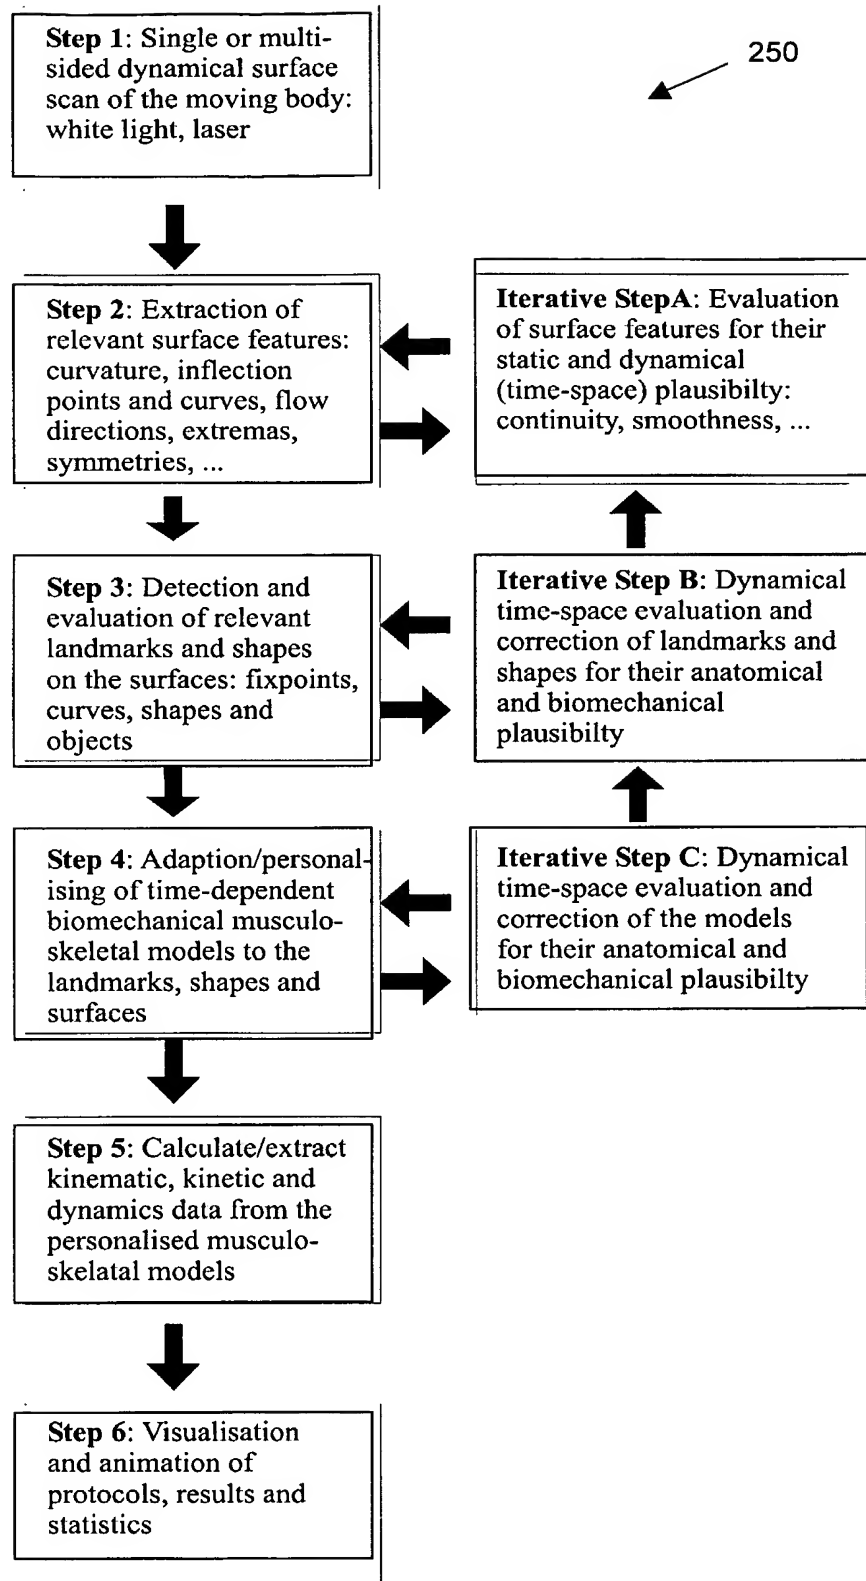 Step 1: Single or multi-
sided dynamical surface
scan of the moving body:
white light, laser
250
Step 2: Extraction of
relevant surface features:
curvature, inflection
points and curves, flow
directions, extremas,
symmetries, ...
Iterative StepA: Evaluation
of surface features for their
static and dynamical
(time-space) plausibilty:
continuity, smoothness, ...
Step 3: Detection and
evaluation of relevant
landmarks and shapes
on the surfaces: fixpoints,
curves, shapes and
objects
Iterative Step B: Dynamical
time-space evaluation and
correction of landmarks and
shapes for their anatomical
and biomechanical
plausibilty
Step 4: Adaption/personal-
ising of time-dependent
biomechanical musculo-
skeletal models to the
landmarks, shapes and
surfaces
Iterative Step C: Dynamical
time-space evaluation and
correction of the models
for their anatomical and
biomechanical plausibilty
Step 5: Calculate/extract
kinematic, kinetic and
dynamics data from the
personalised musculo-
skelatal models
Step 6: Visualisation
and animation of
protocols, results and
statistics